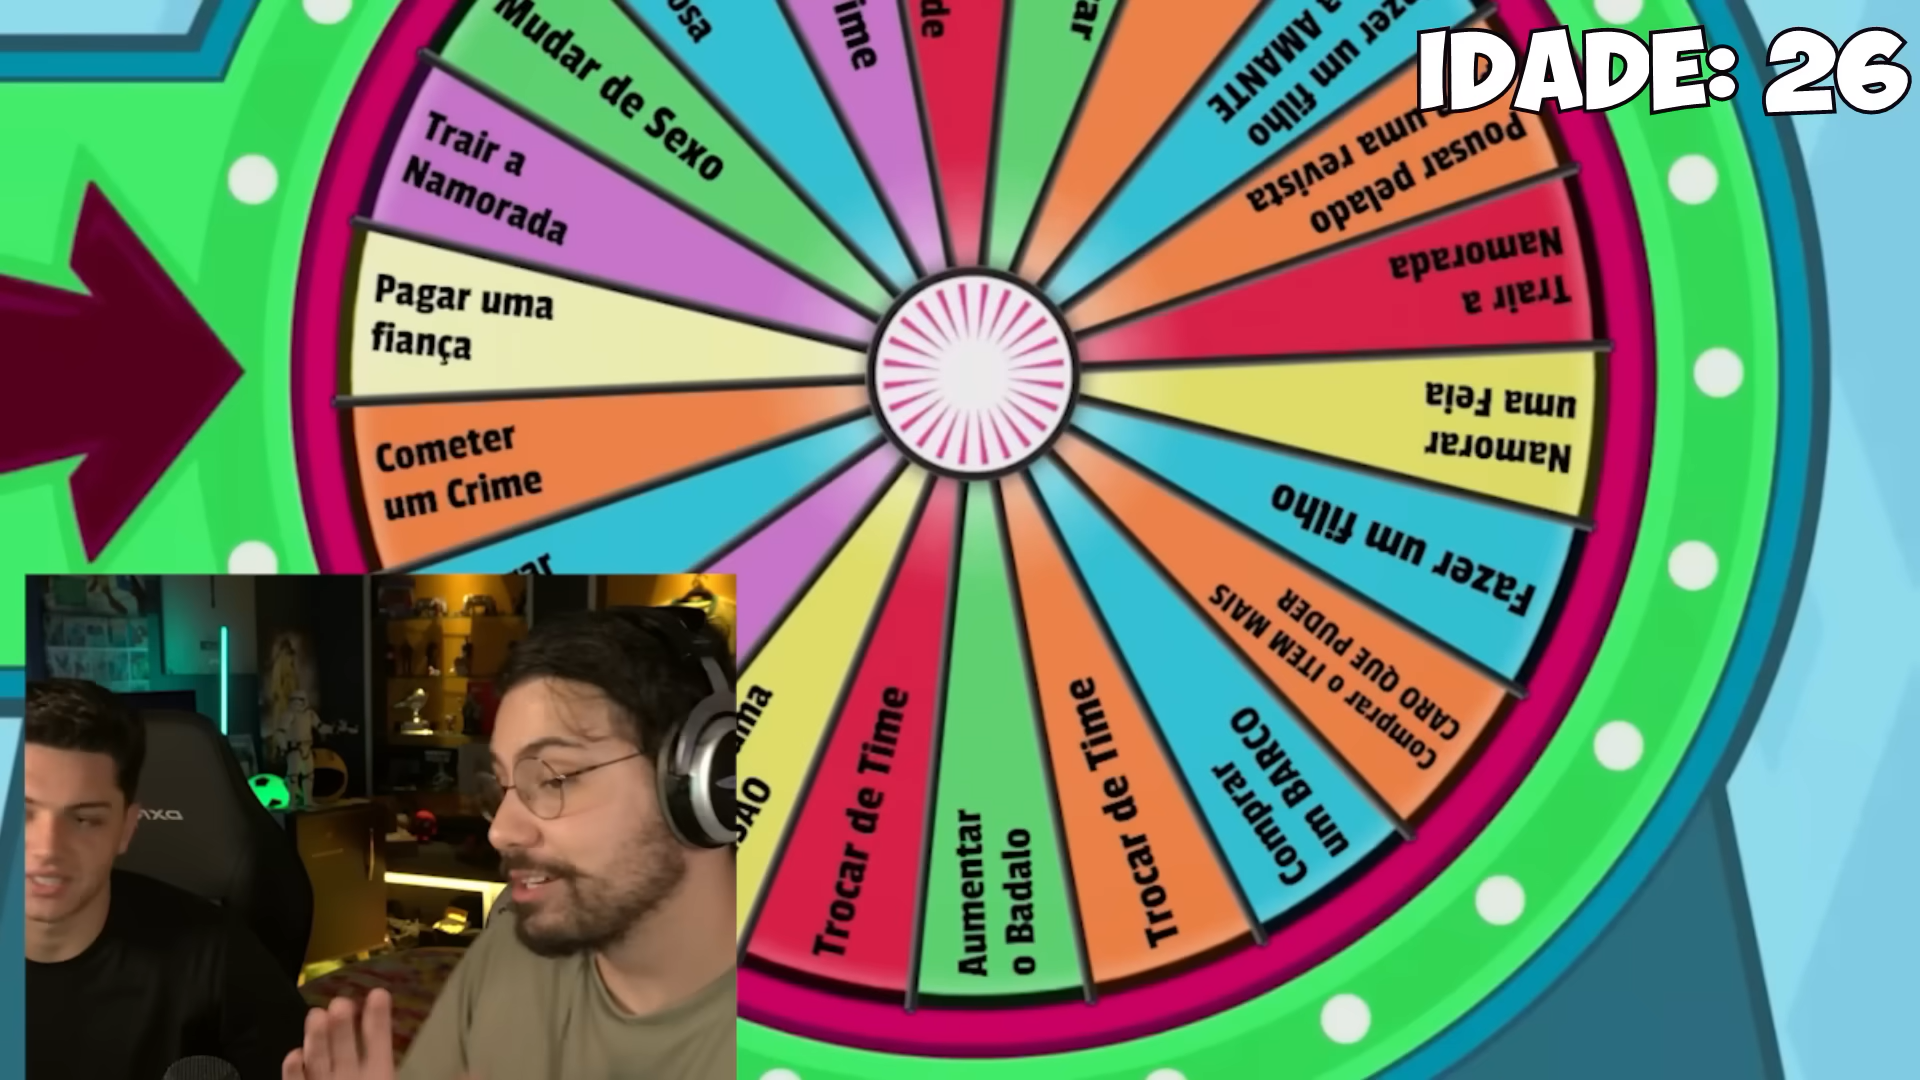 IDADE: 26
Mudar de Sexo
Trair a
Namorada
Pagar uma
fiança
Cometer
um Crime
Trocar de Time
Aumentar
o Badalo
Trocar de Time
Comprar
um BARCO
Comprar o ITEM MAIS
CARO QUE PUDER
Fazer um filho
Namorar
uma Feia
Trair a
Namorada
Pousar pelado
uma revista
um filho
a AMANTE
de